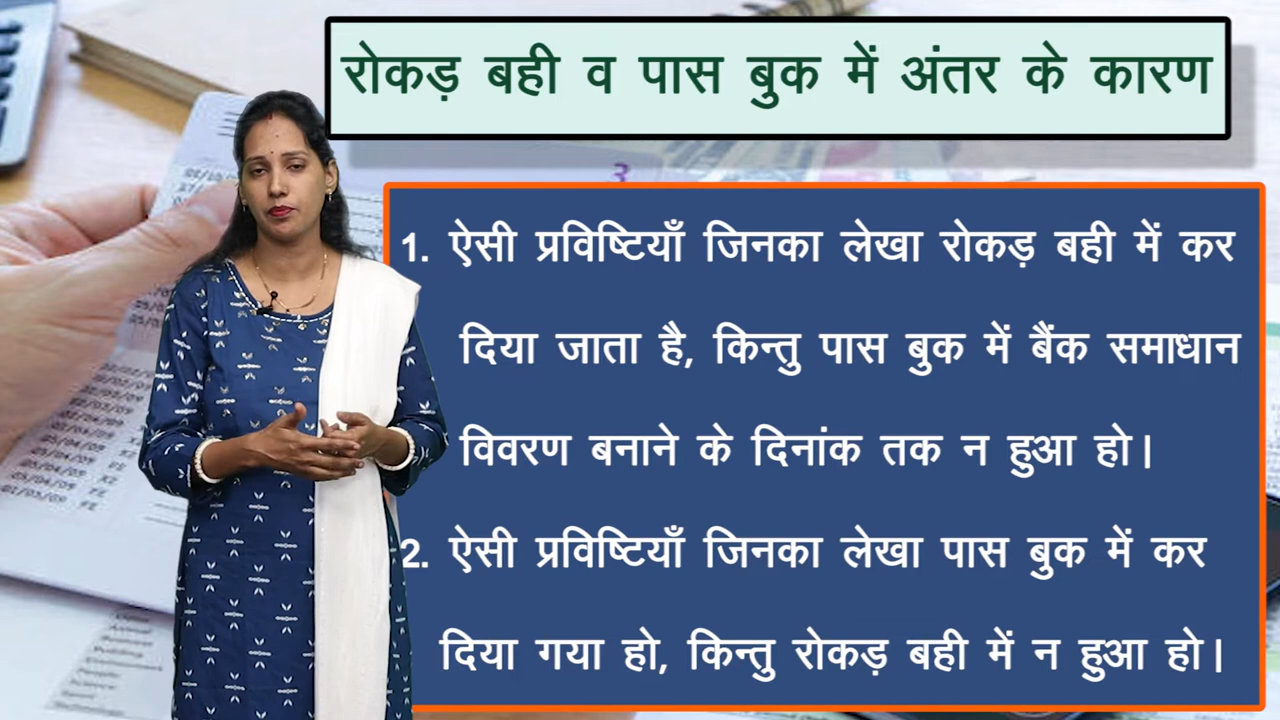 रोकड़ बही व पास बुक में अंतर के कारण
1. ऐसी प्रविष्टियाँ जिनका लेखा रोकड़ बही में कर
दिया जाता है, किन्तु पास बुक में बैंक समाधान
विवरण बनाने के दिनांक तक न हुआ हो।
2. ऐसी प्रविष्टियाँ जिनका लेखा पास बुक में कर
दिया गया हो, किन्तु रोकड़ बही में न हुआ हो।